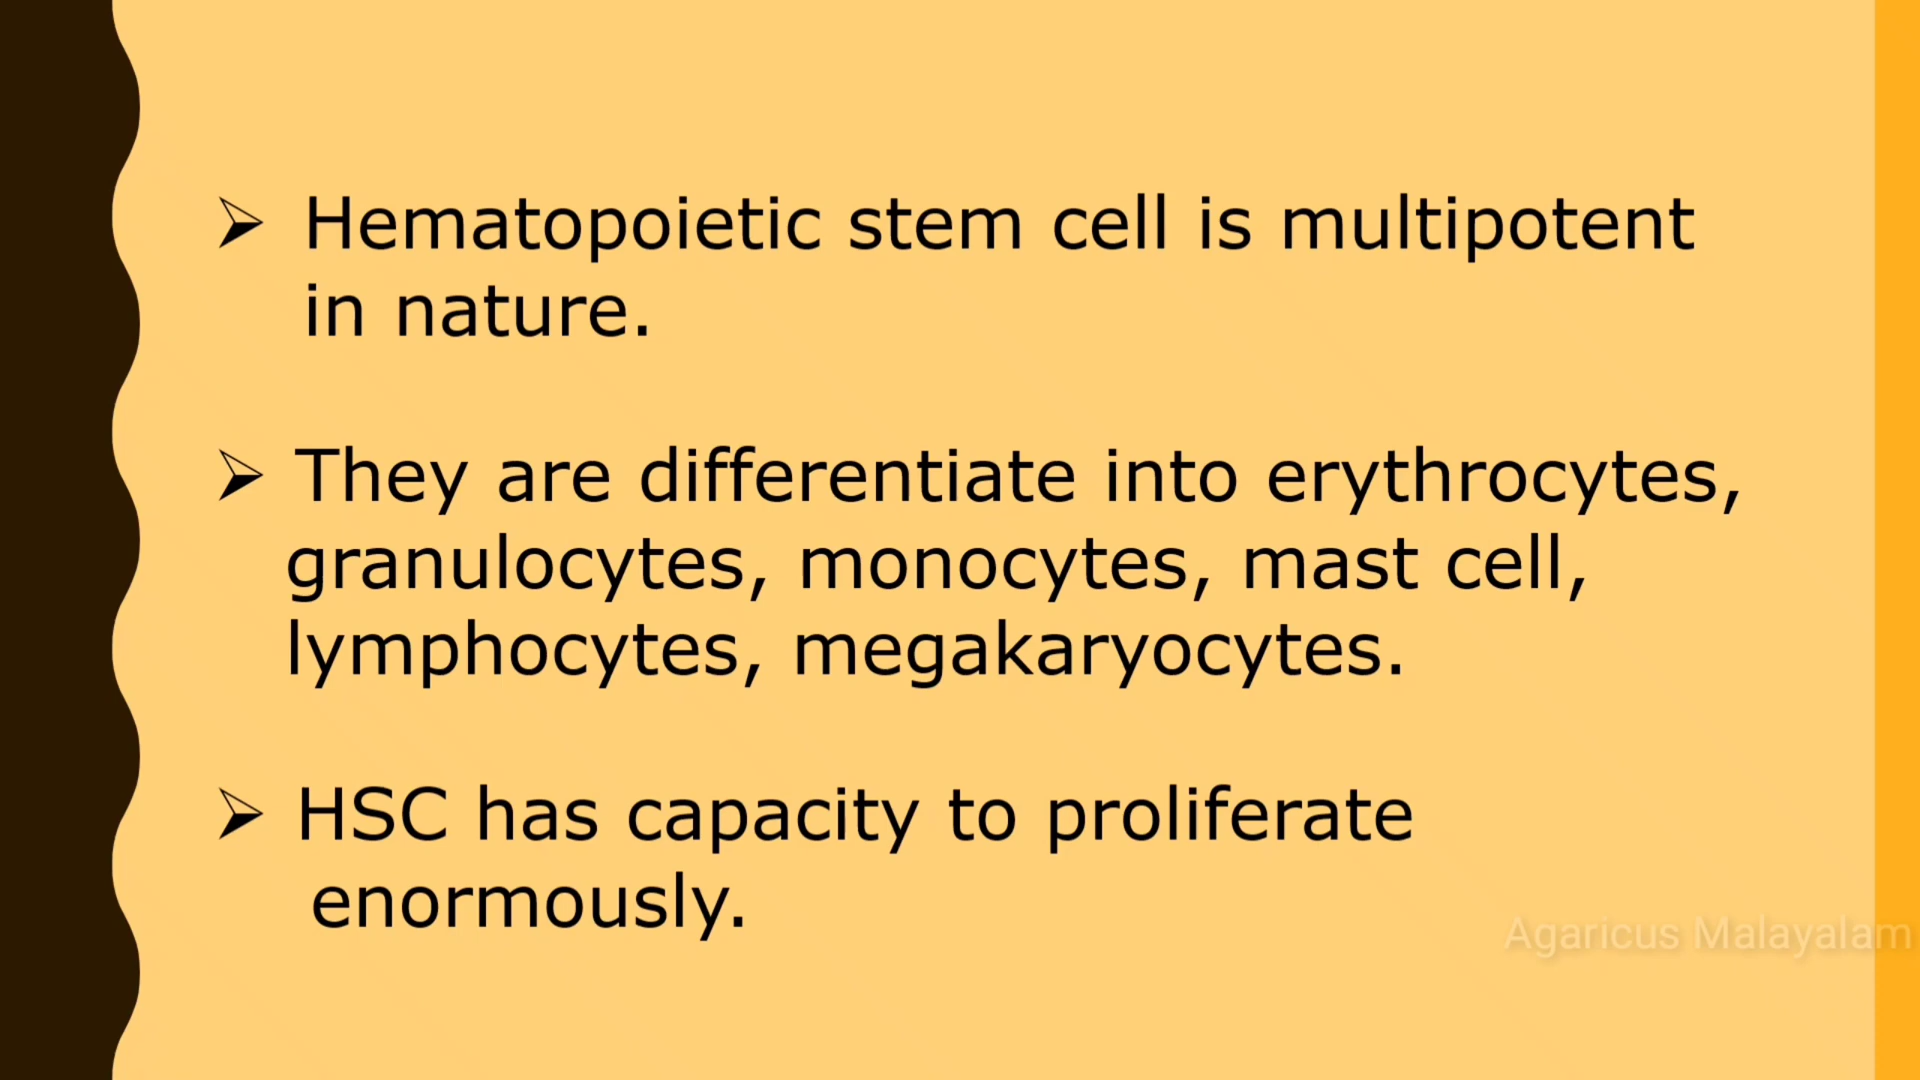 ➢ Hematopoietic stem cell is multipotent
in nature.
➢ They are differentiate into erythrocytes,
granulocytes, monocytes, mast cell,
lymphocytes, megakaryocytes.
➢ HSC has capacity to proliferate
enormously.
Agaricus Malayalam